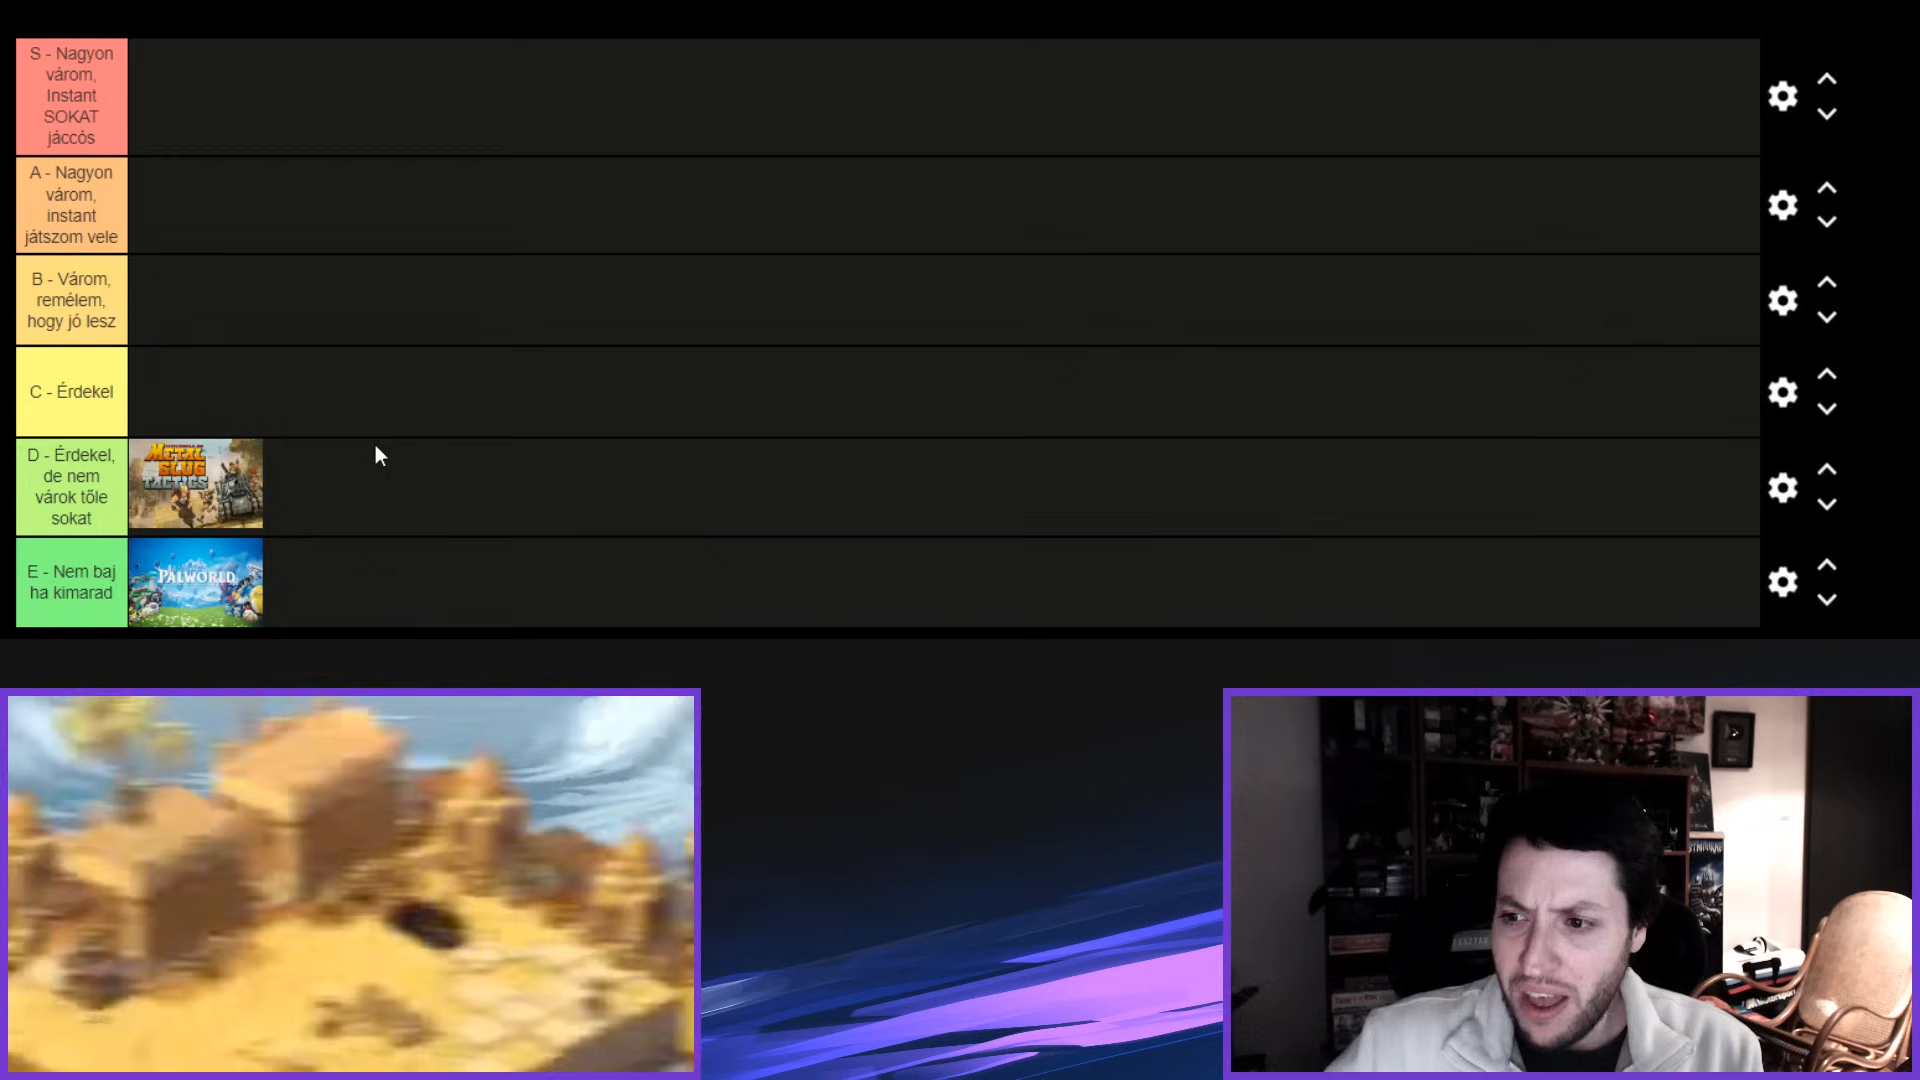 S - Nagyon
várom,
Instant
SOKAT
jáccós
A - Nagyon
várom,
instant
játszom vele
B - Várom,
remélem,
hogy jó lesz
C - Érdekel
D - Érdekel,
de nem
várok tőle
sokat
METAL
SLUG
TACTICS
E - Nem baj
ha kimarad
PALWORLD